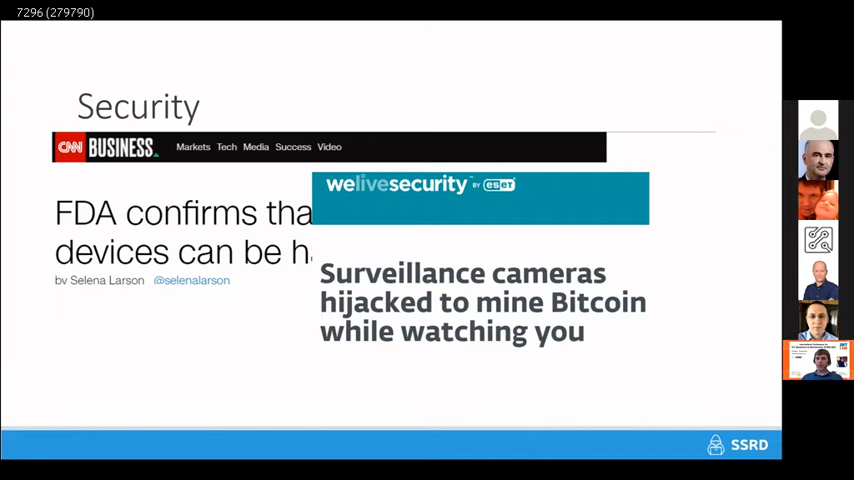 7296 (279790)
Security
CNN BUSINESS Markets Tech Media Success Video
welivesecurity™ BY eset
FDA confirms tha
devices can be h
by Selena Larson @selenalarson
Surveillance cameras
hijacked to mine Bitcoin
while watching you
SSRD